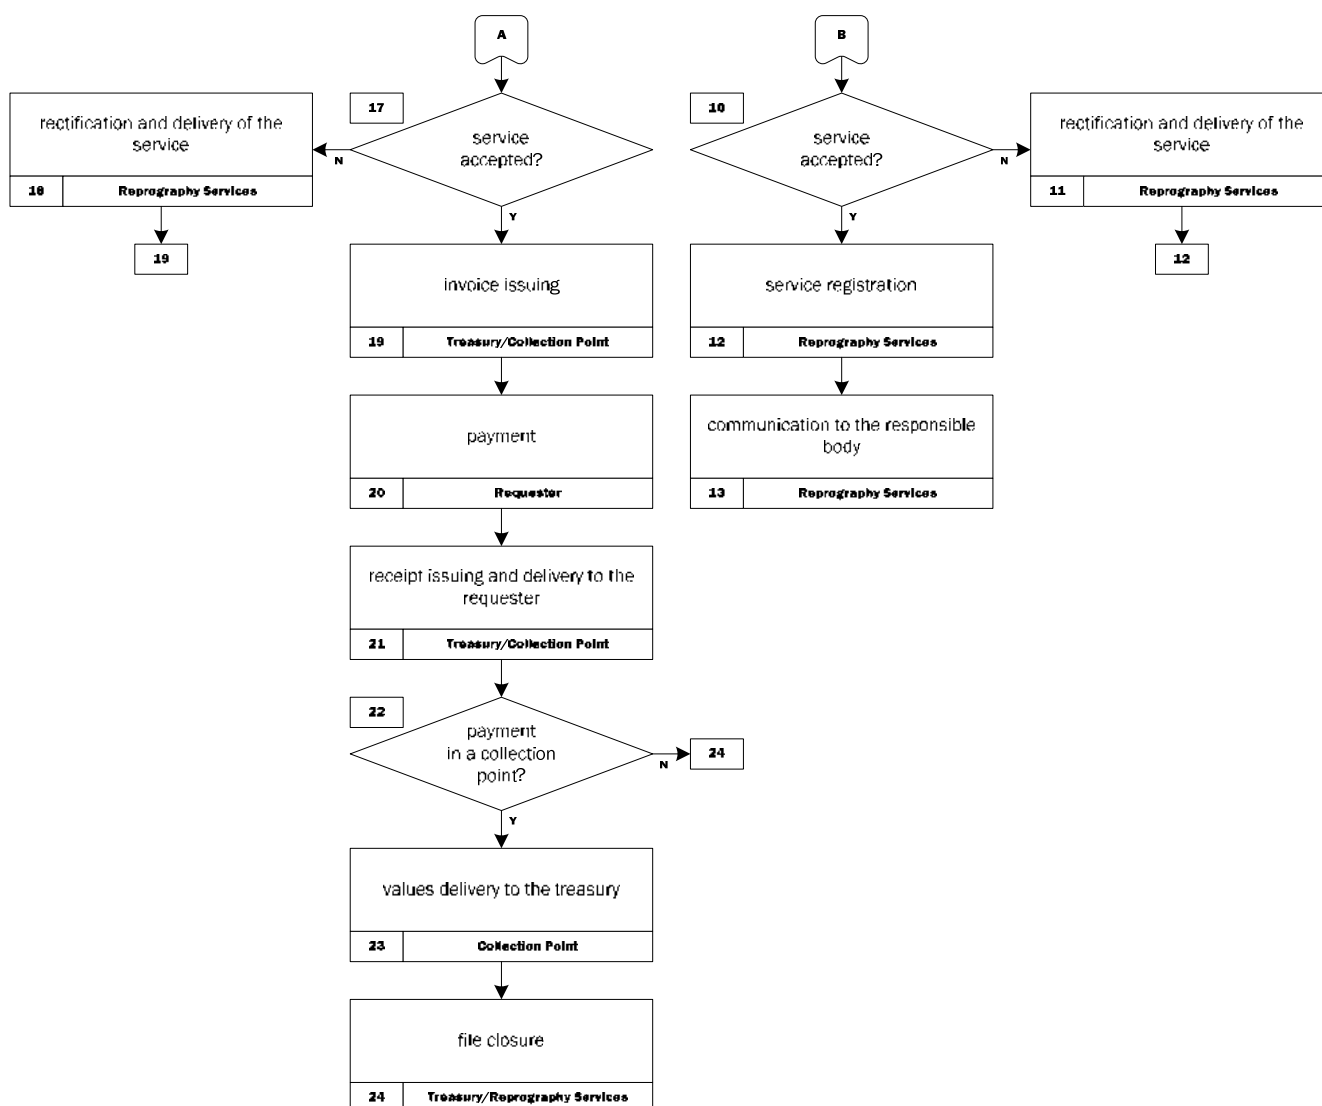 A
B
17
service
accepted?
N
Y
rectification and delivery of the
service
18
Reprography Services
19
10
service
accepted?
N
Y
rectification and delivery of the
service
11
Reprography Services
12
invoice issuing
19
Treasury/Collection Point
service registration
12
Reprography Services
payment
20
Requester
communication to the responsible
body
13
Reprography Services
receipt issuing and delivery to the
requester
21
Treasury/Collection Point
22
payment
in a collection
point?
N
24
Y
values delivery to the treasury
23
Collection Point
file closure
24
Treasury/Reprography Services